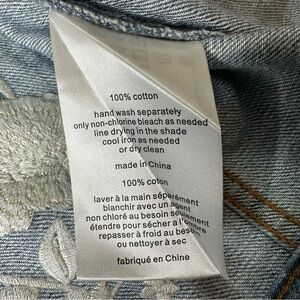 100% cotton
hand wash separately
only non-chlorine bleach as needed
line drying in the shade
cool iron as needed
or dry clean
made in China
100% coton
laver à la main séparément
blanchir avec un agent
non chloré au besoin seulement
étendre pour sécher à l'ombre
repasser à froid au besoin
ou nettoyer à sec
fabriqué en Chine